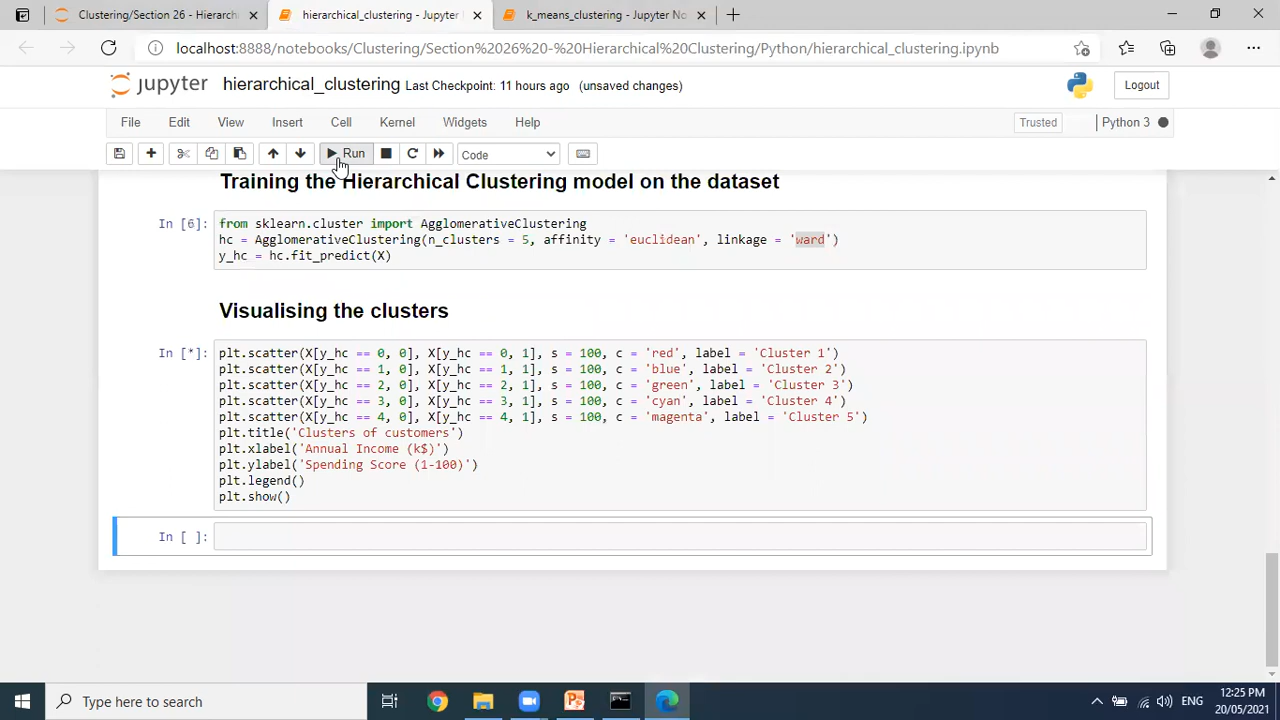 Clustering/Section 26 - Hierarch
hierarchical_clustering - Jupyter
k_means_clustering - Jupyter No
localhost:8888/notebooks/Clustering/Section%2026%20-%20Hierarchical%20Clustering/Python/hierarchical_clustering.ipynb
jupyter hierarchical_clustering Last Checkpoint: 11 hours ago (unsaved changes) Logout
File Edit View Insert Cell Kernel Widgets Help Trusted Python 3
Run Code
Training the Hierarchical Clustering model on the dataset
In [6]: from sklearn.cluster import AgglomerativeClustering
hc = AgglomerativeClustering(n_clusters = 5, affinity = 'euclidean', linkage = 'ward')
y_hc = hc.fit_predict(X)
Visualising the clusters
In [*]: plt.scatter(X[y_hc == 0, 0], X[y_hc == 0, 1], s = 100, c = 'red', label = 'Cluster 1')
plt.scatter(X[y_hc == 1, 0], X[y_hc == 1, 1], s = 100, c = 'blue', label = 'Cluster 2')
plt.scatter(X[y_hc == 2, 0], X[y_hc == 2, 1], s = 100, c = 'green', label = 'Cluster 3')
plt.scatter(X[y_hc == 3, 0], X[y_hc == 3, 1], s = 100, c = 'cyan', label = 'Cluster 4')
plt.scatter(X[y_hc == 4, 0], X[y_hc == 4, 1], s = 100, c = 'magenta', label = 'Cluster 5')
plt.title('Clusters of customers')
plt.xlabel('Annual Income (k$)')
plt.ylabel('Spending Score (1-100)')
plt.legend()
plt.show()
In [ ]:
Type here to search
ENG
12:25 PM
20/05/2021